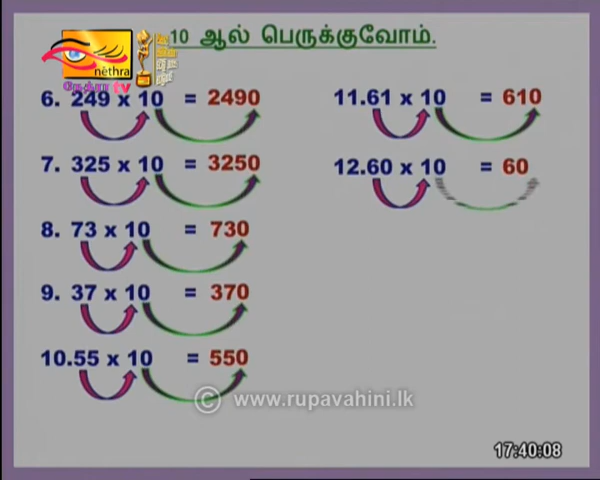 10 ஆல் பெருக்குவோம்.
nethra
நேத்ரா tv
6. 249 x 10 = 2490
7. 325 x 10 = 3250
8. 73 x 10 = 730
9. 37 x 10 = 370
10.55 x 10 = 550
11.61 x 10 = 610
12.60 x 10 = 60
© www.rupavahini.lk
17:40:08